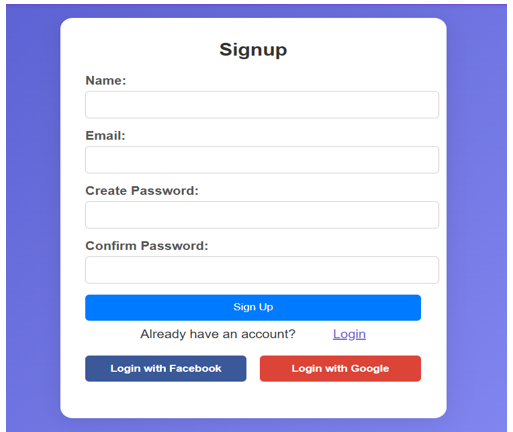 Signup
Name:
Email:
Create Password:
Confirm Password:
Sign Up
Already have an account? Login
Login with Facebook Login with Google